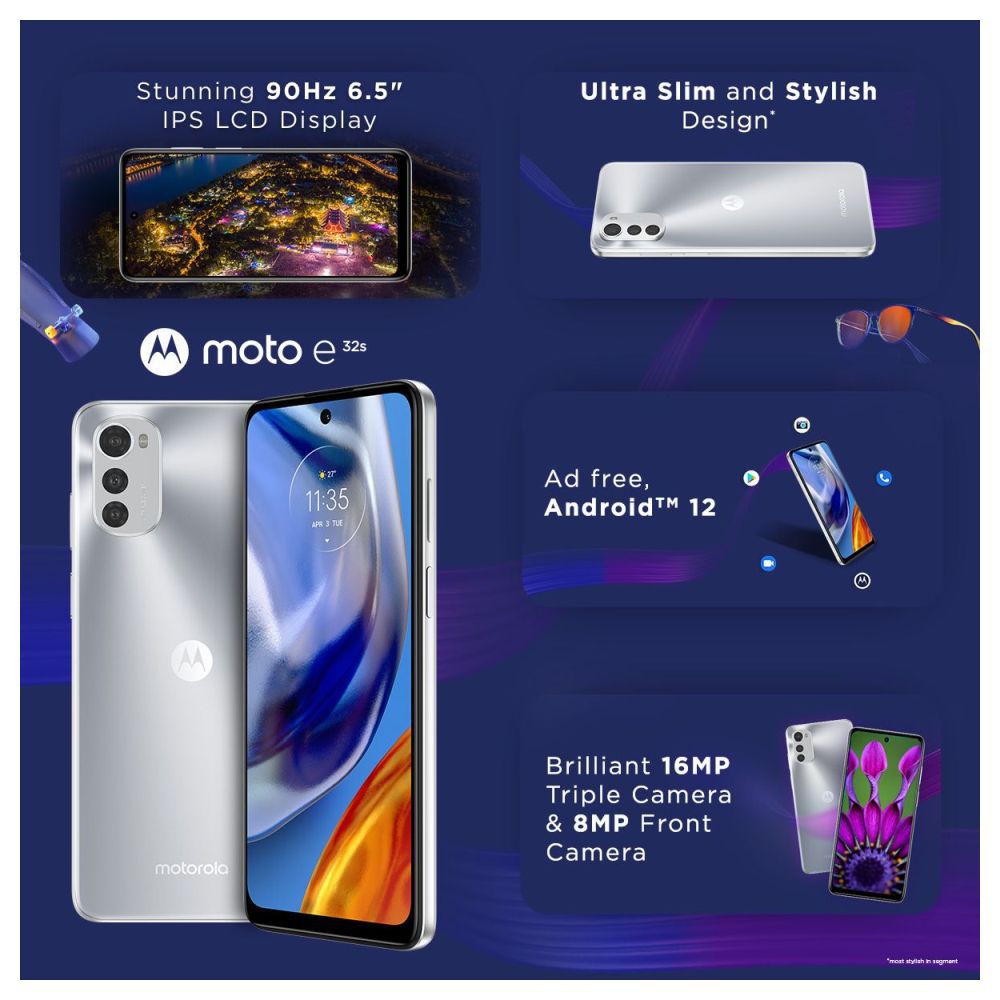 Stunning 90Hz 6.5"
IPS LCD Display
Ultra Slim and Stylish
Design*
motorola
moto e 32s
27°
11:35
APR 3 TUE
motorola
Ad free,
Android™ 12
Brilliant 16MP
Triple Camera
& 8MP Front
Camera
*most stylish in segment